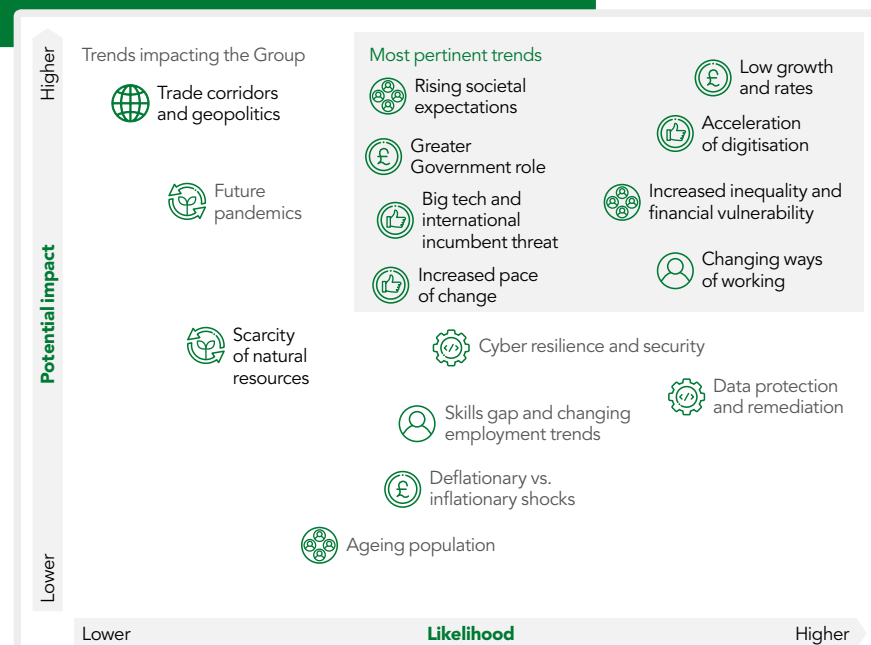 Higher
Potential impact
Lower
Trends impacting the Group
Trade corridors
and geopolitics
Future
pandemics
Scarcity
of natural
resources
Most pertinent trends
Rising societal
expectations
Greater
Government role
Big tech and
international
incumbent threat
Increased pace
of change
£ Low growth
and rates
Acceleration
of digitisation
Increased inequality and
financial vulnerability
Changing ways
of working
Cyber resilience and security
Data protection
and remediation
Skills gap and changing
employment trends
Deflationary vs.
inflationary shocks
Ageing population
Lower
Likelihood
Higher